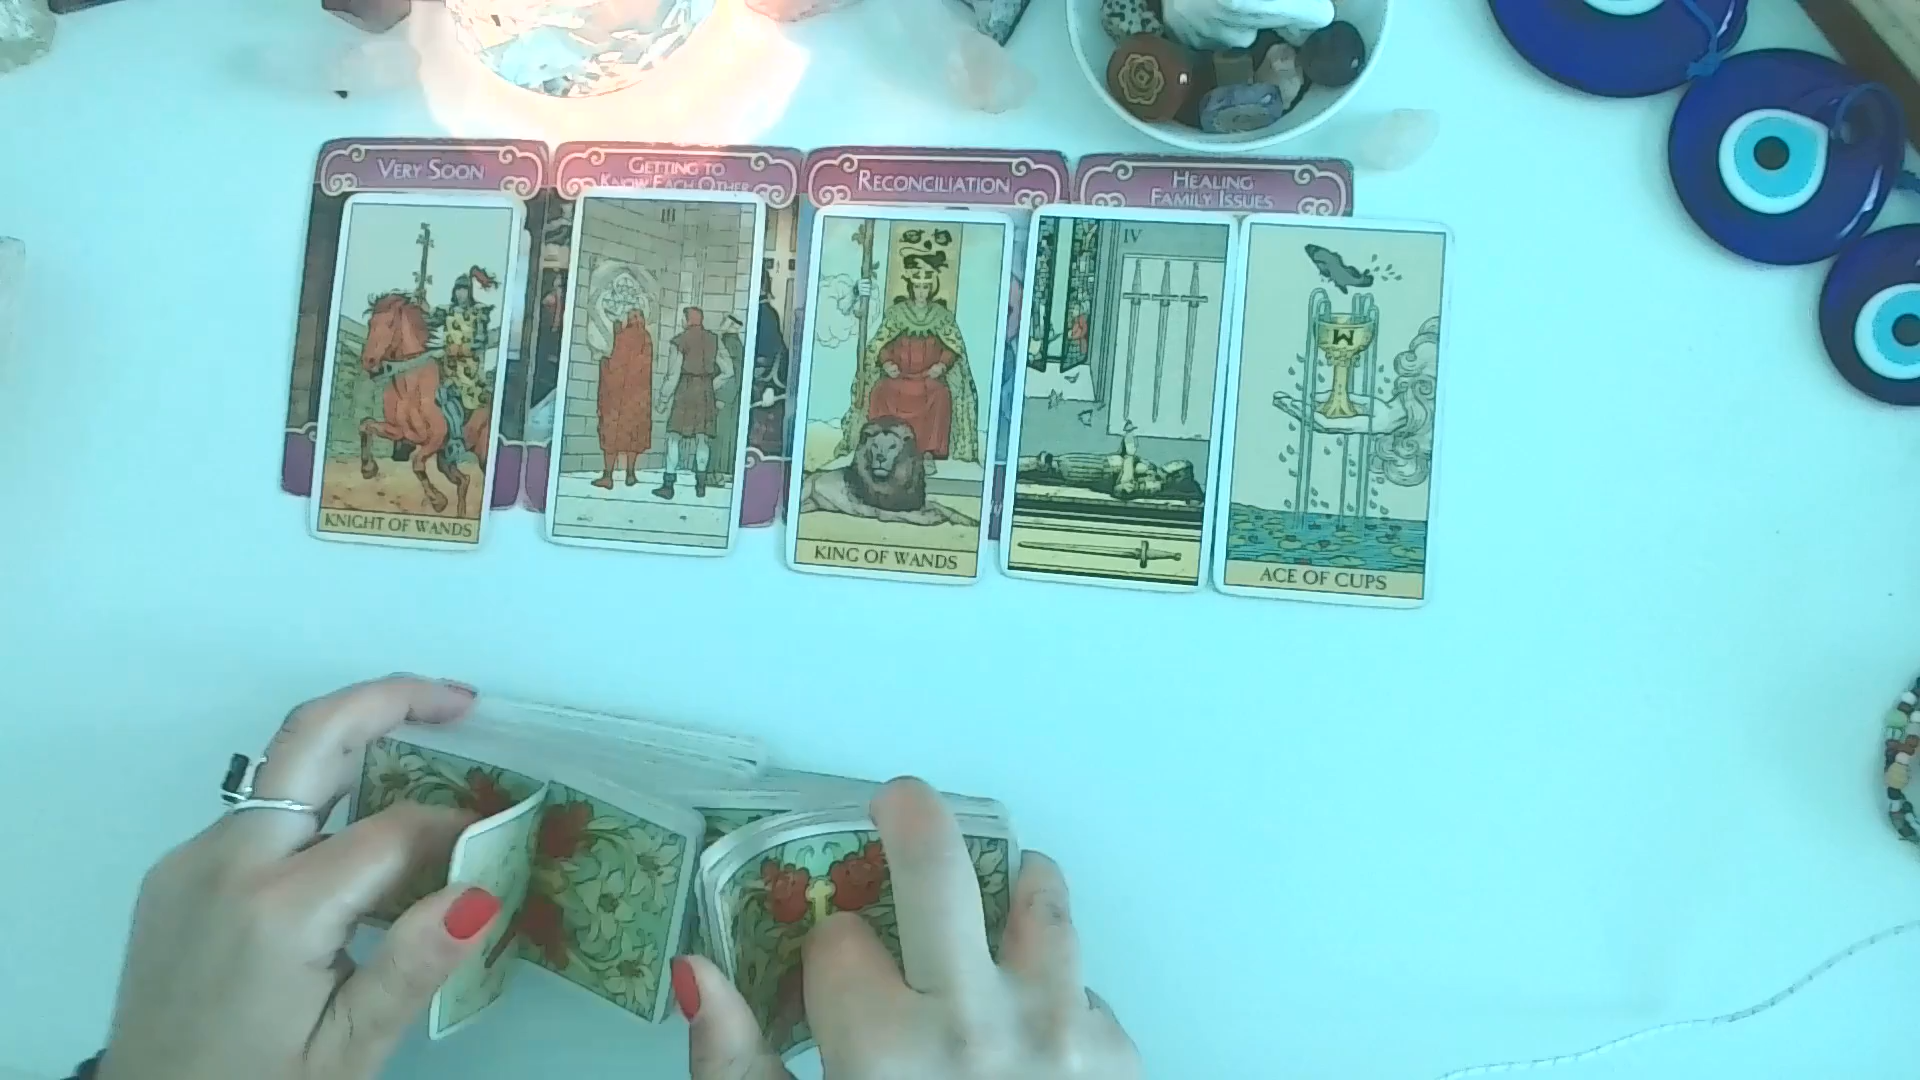 VERY SOON
GETTING TO
KNOW EACH OTHER
RECONCILIATION
HEALING
FAMILY ISSUES
III
IV
KNIGHT OF WANDS
KING OF WANDS
ACE OF CUPS